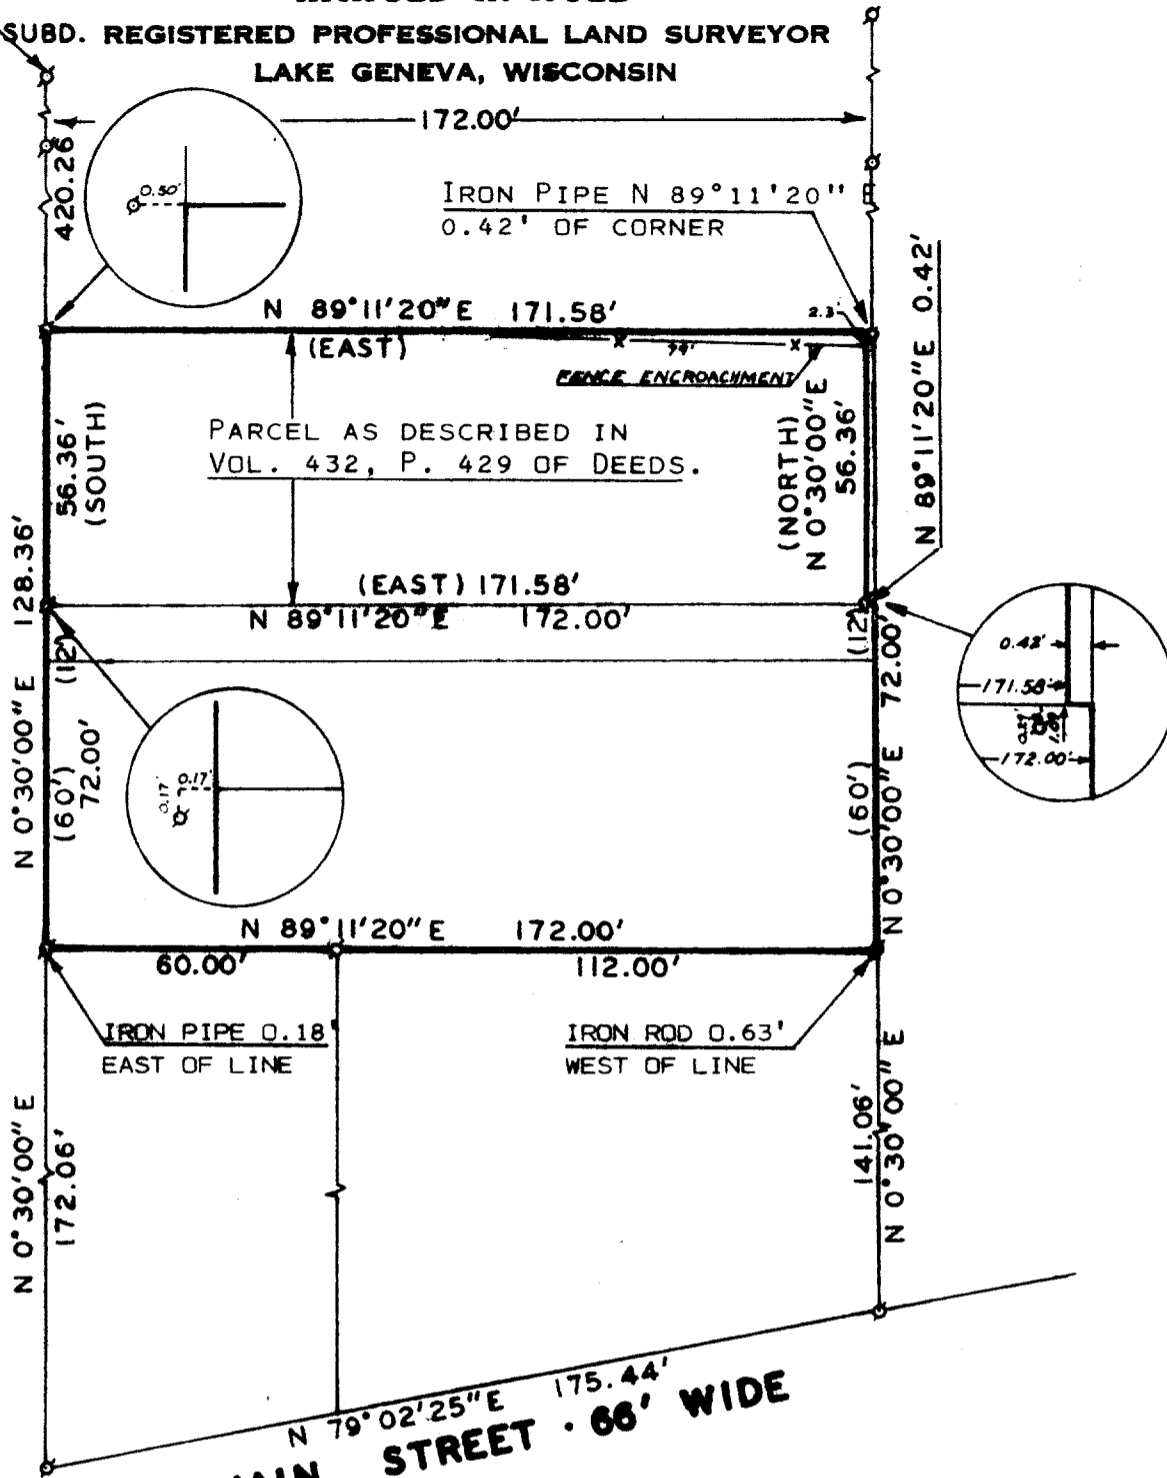 SUBD. REGISTERED PROFESSIONAL LAND SURVEYOR
LAKE GENEVA, WISCONSIN
172.00'
420.26
0.50'
IRON PIPE N 89°11'20" E
0.42' OF CORNER
N 89°11'20" E 0.42'
N 89°11'20" E 171.58'
(EAST)
2.3'
X X
FENCE ENCROACHMENT
56.36'
(SOUTH)
PARCEL AS DESCRIBED IN
VOL. 432, P. 429 OF DEEDS.
(NORTH)
N 0°30'00" E
56.36'
N 0°30'00" E 128.36'
(EAST) 171.58'
N 89°11'20" E 172.00'
(12')
(12')
0.42'
171.58'
172.00'
(60')
72.00'
0.17'
0.17'
(60')
N 0°30'00" E 72.00'
N 89°11'20" E 172.00'
60.00' 112.00'
IRON PIPE 0.18'
EAST OF LINE
IRON ROD 0.63'
WEST OF LINE
N 0°30'00" E
172.06'
141.06'
N 0°30'00" E
N 79°02'25" E 175.44'
STREET · 66' WIDE